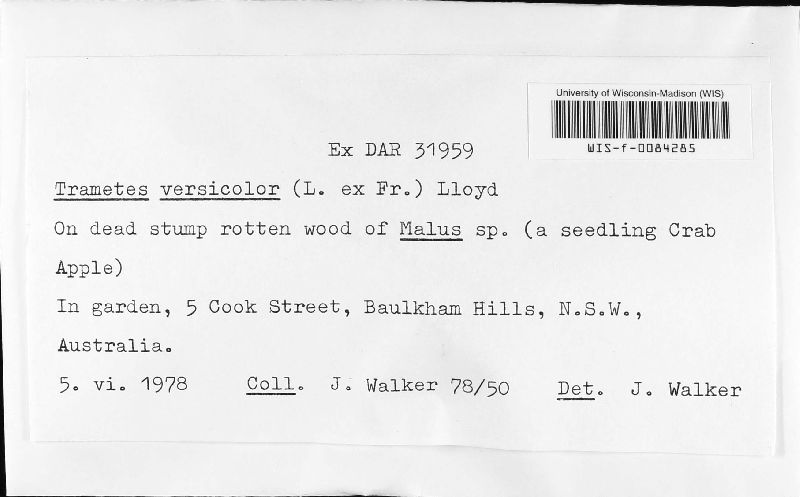 University of Wisconsin-Madison (WIS)
WIS-f-0084285
Ex DAR 31959
Trametes versicolor (L. ex Fr.) Lloyd
On dead stump rotten wood of Malus sp. (a seedling Crab
Apple)
In garden, 5 Cook Street, Baulkham Hills, N.S.W.,
Australia.
5. vi. 1978 Coll. J. Walker 78/50 Det. J. Walker